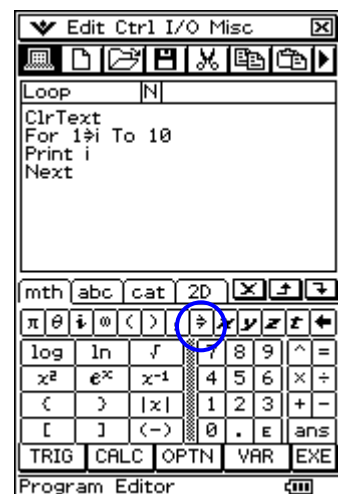 Edit Ctrl I/O Misc
Loop N
ClrText
For 1⇒i To 10
Print i
Next
mth abc cat 2D
π θ i ∞ ( ) , ⇒ x y z t ←
log ln √ 7 8 9 ^ =
x² eˣ x⁻¹ 4 5 6 × ÷
( ) |x| 1 2 3 + −
[ ] (−) 0 . E ans
TRIG CALC OPTN VAR EXE
Program Editor